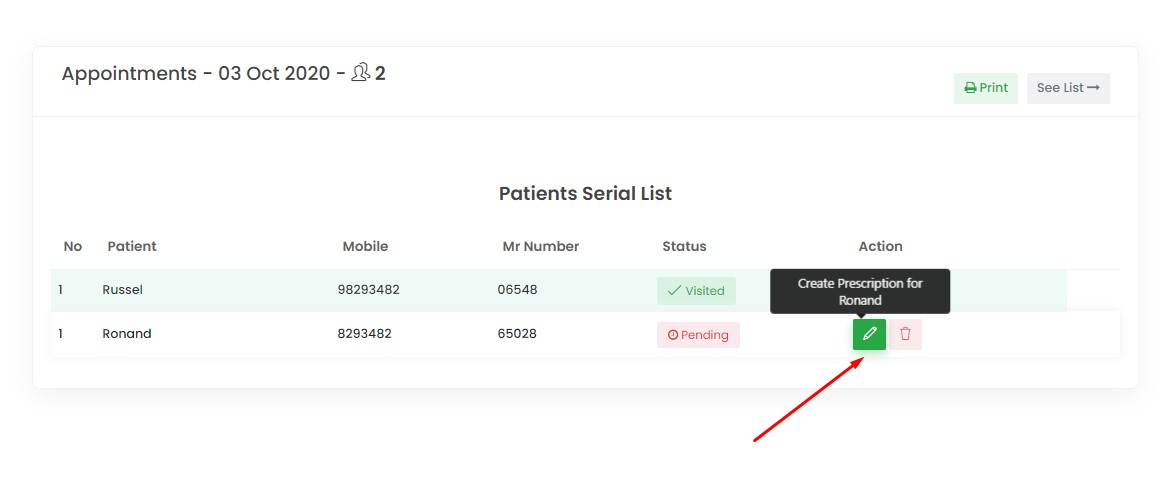 Appointments - 03 Oct 2020 - 2
Print
See List
Patients Serial List
No Patient Mobile Mr Number Status Action
1 Russel 98293482 06548 Visited
Create Prescription for
Ronand
1 Ronand 8293482 65028 Pending